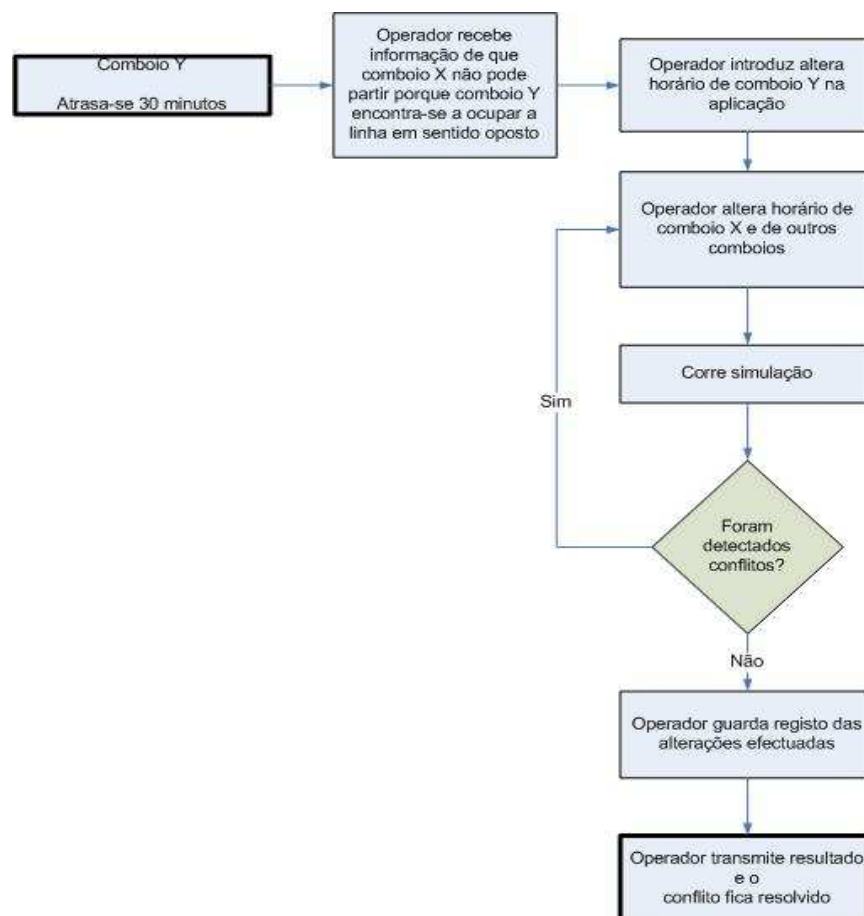 Comboio Y
Atrasa-se 30 minutos
Operador recebe
informação de que
comboio X não pode
partir porque comboio Y
encontra-se a ocupar a
linha em sentido oposto
Operador introduz altera
horário de comboio Y na
aplicação
Operador altera horário de
comboio X e de outros
comboios
Corre simulação
Sim
Foram
detectados
conflitos?
Não
Operador guarda registo das
alterações efectuadas
Operador transmite resultado
e o
conflito fica resolvido